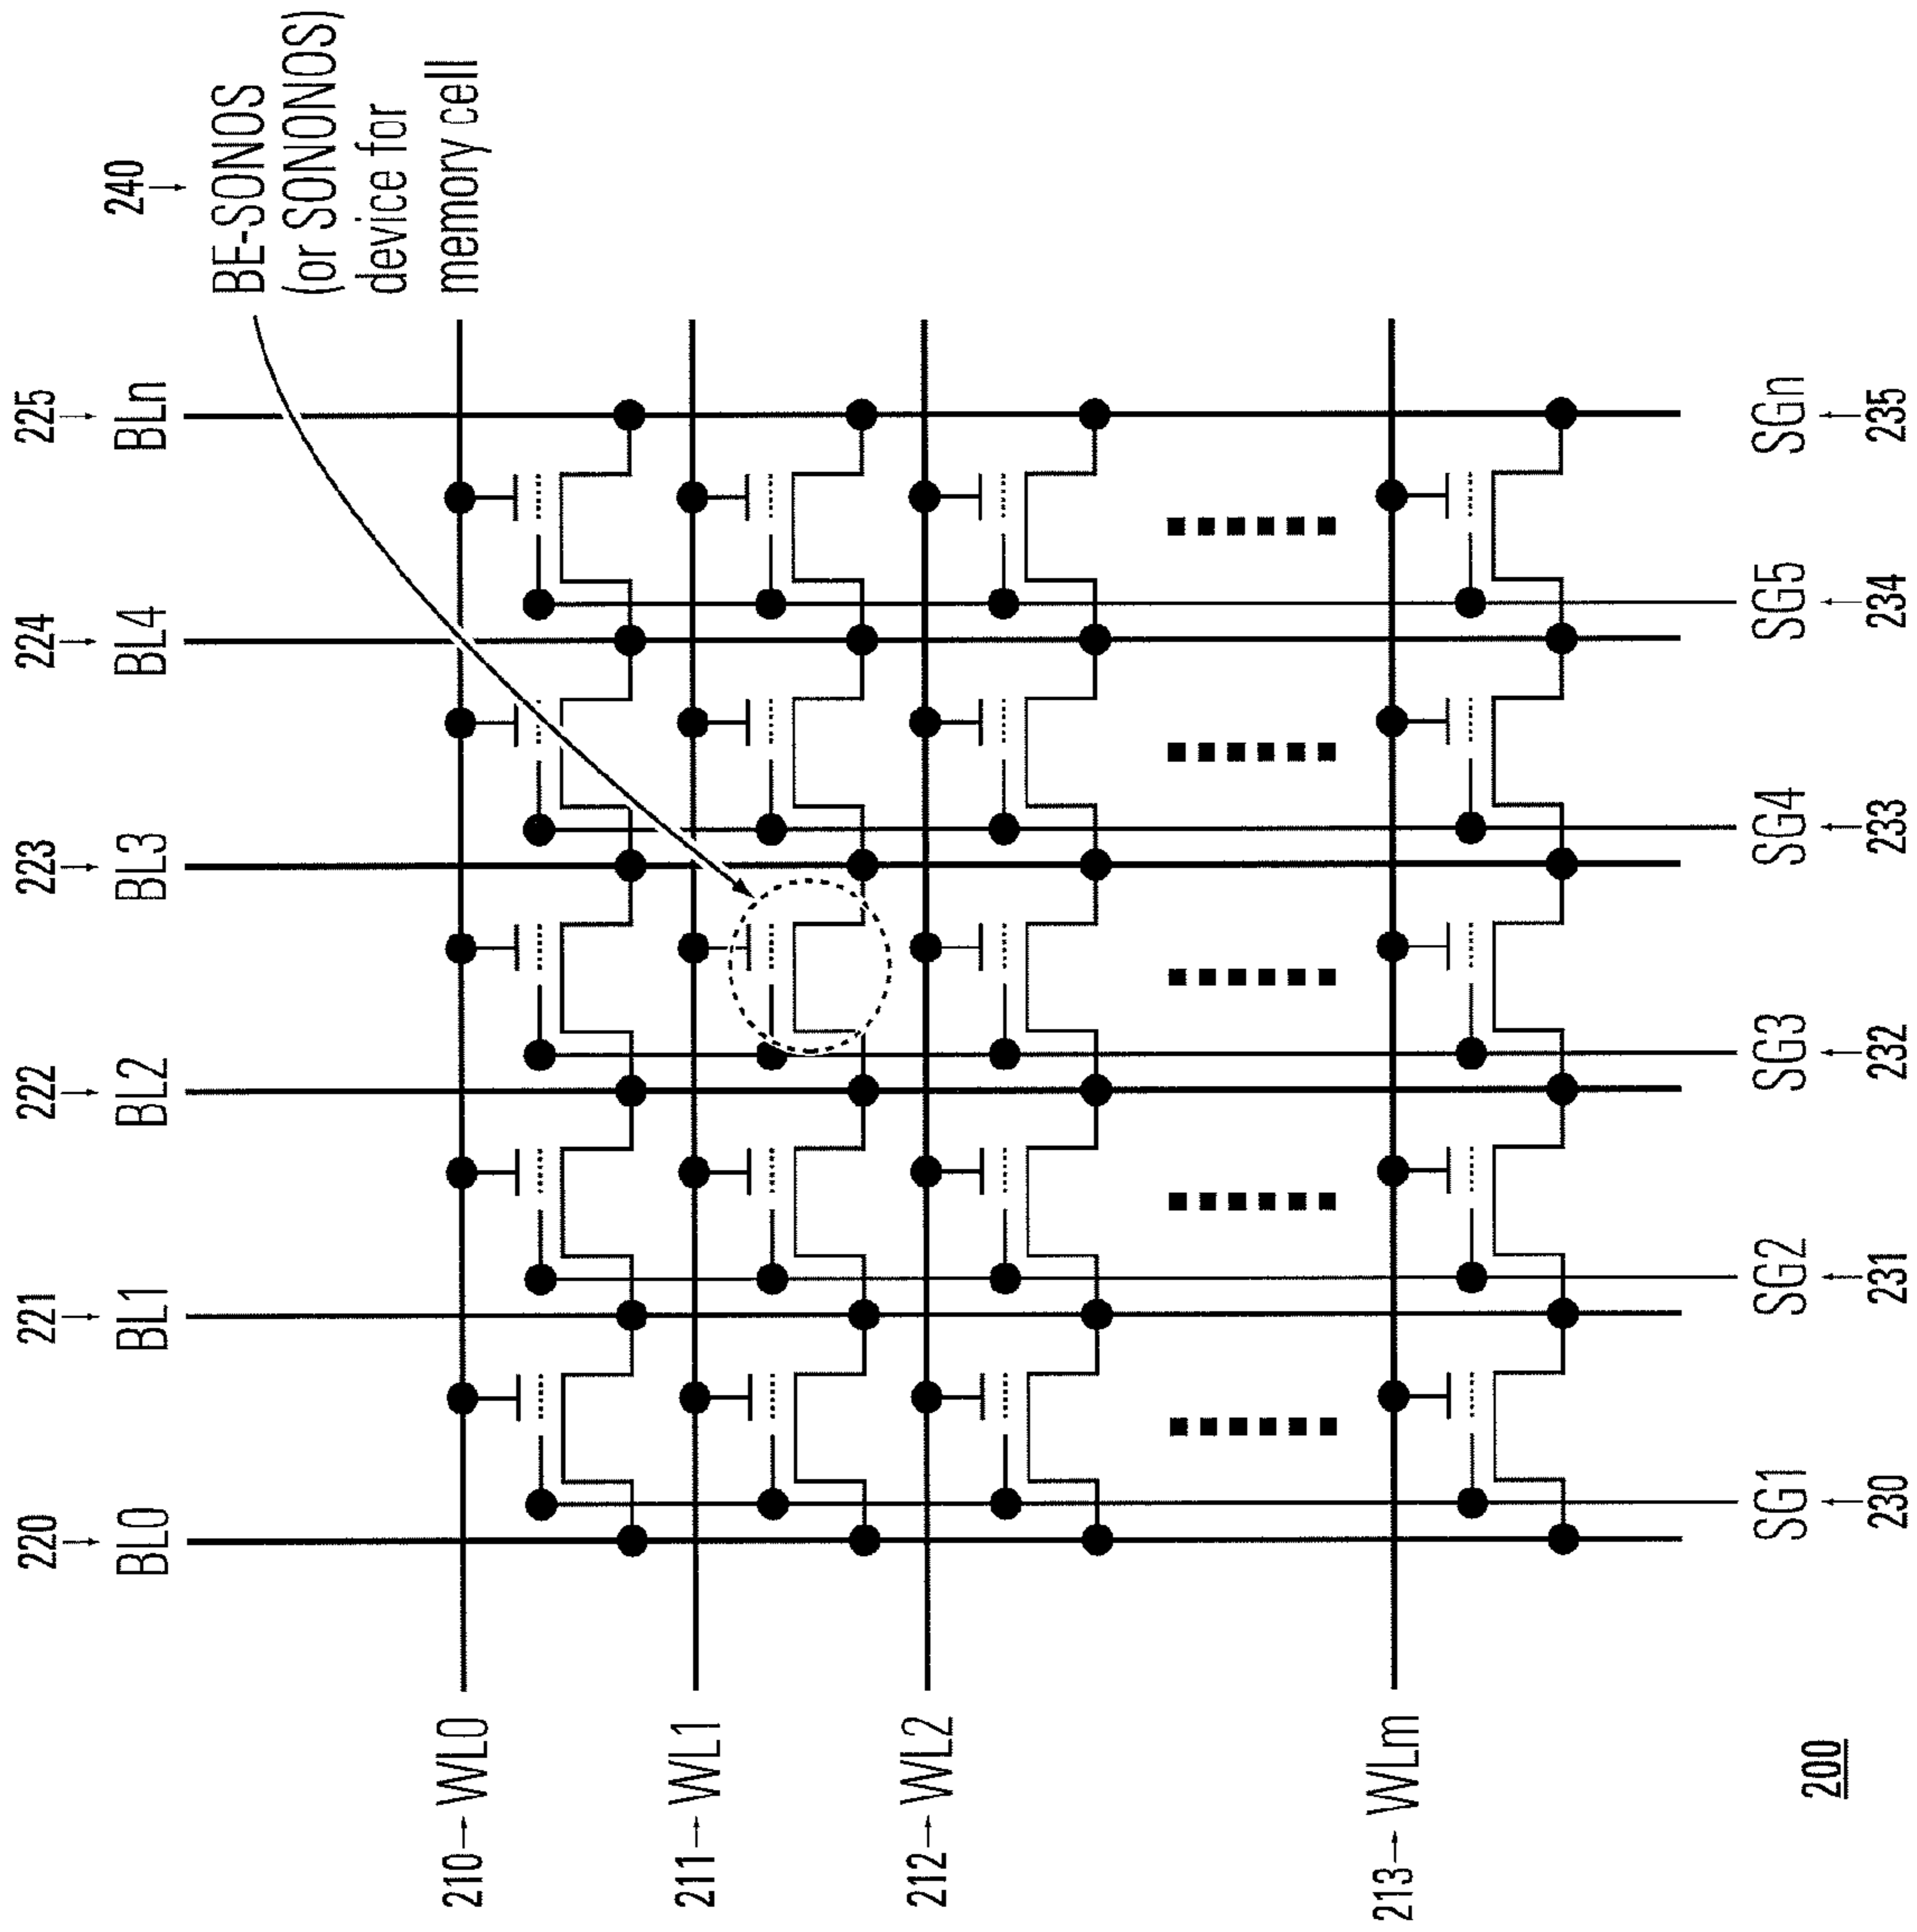 240
BE-SONOS
(or SONONOS)
device for
memory cell
220
221
222
223
224
225
BL0
BL1
BL2
BL3
BL4
BLn
210
WL0
211
WL1
212
WL2
213
WLm
SG1
SG2
SG3
SG4
SG5
SGn
230
231
232
233
234
235
200